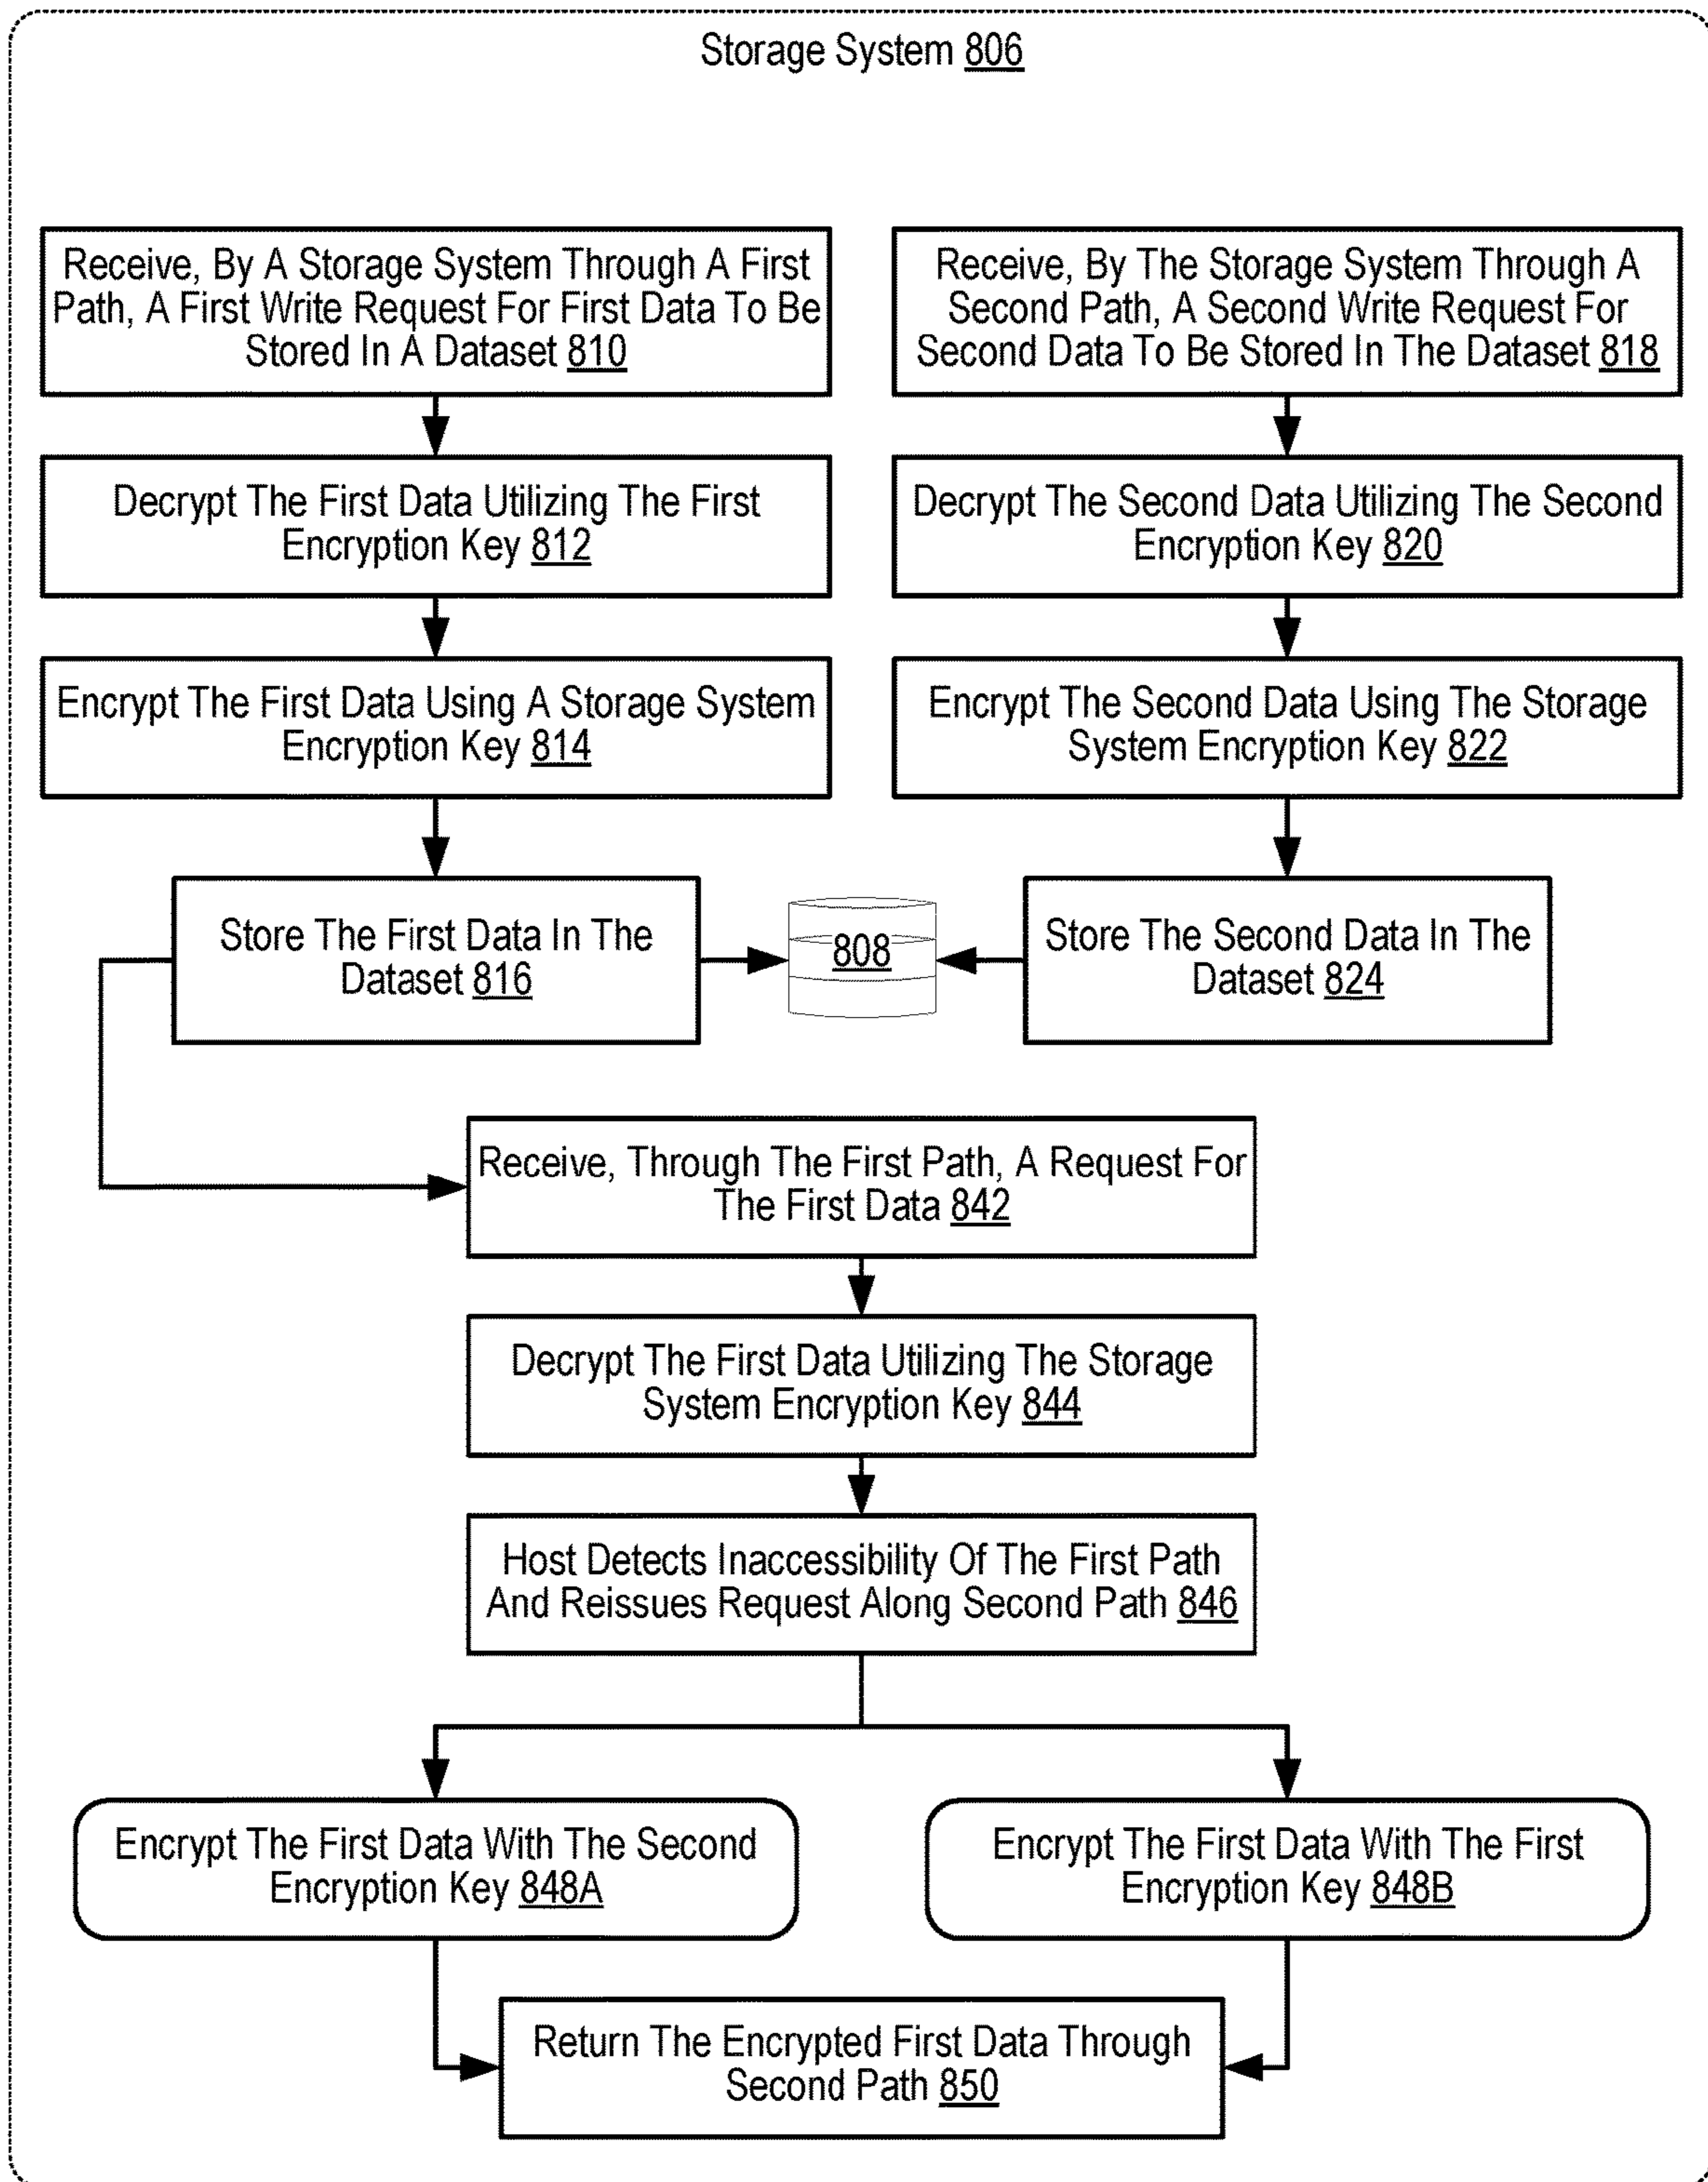 Storage System 806
Receive, By A Storage System Through A First
Path, A First Write Request For First Data To Be
Stored In A Dataset 810
Receive, By The Storage System Through A
Second Path, A Second Write Request For
Second Data To Be Stored In The Dataset 818
Decrypt The First Data Utilizing The First
Encryption Key 812
Decrypt The Second Data Utilizing The Second
Encryption Key 820
Encrypt The First Data Using A Storage System
Encryption Key 814
Encrypt The Second Data Using The Storage
System Encryption Key 822
Store The First Data In The
Dataset 816
808
Store The Second Data In The
Dataset 824
Receive, Through The First Path, A Request For
The First Data 842
Decrypt The First Data Utilizing The Storage
System Encryption Key 844
Host Detects Inaccessibility Of The First Path
And Reissues Request Along Second Path 846
Encrypt The First Data With The Second
Encryption Key 848A
Encrypt The First Data With The First
Encryption Key 848B
Return The Encrypted First Data Through
Second Path 850